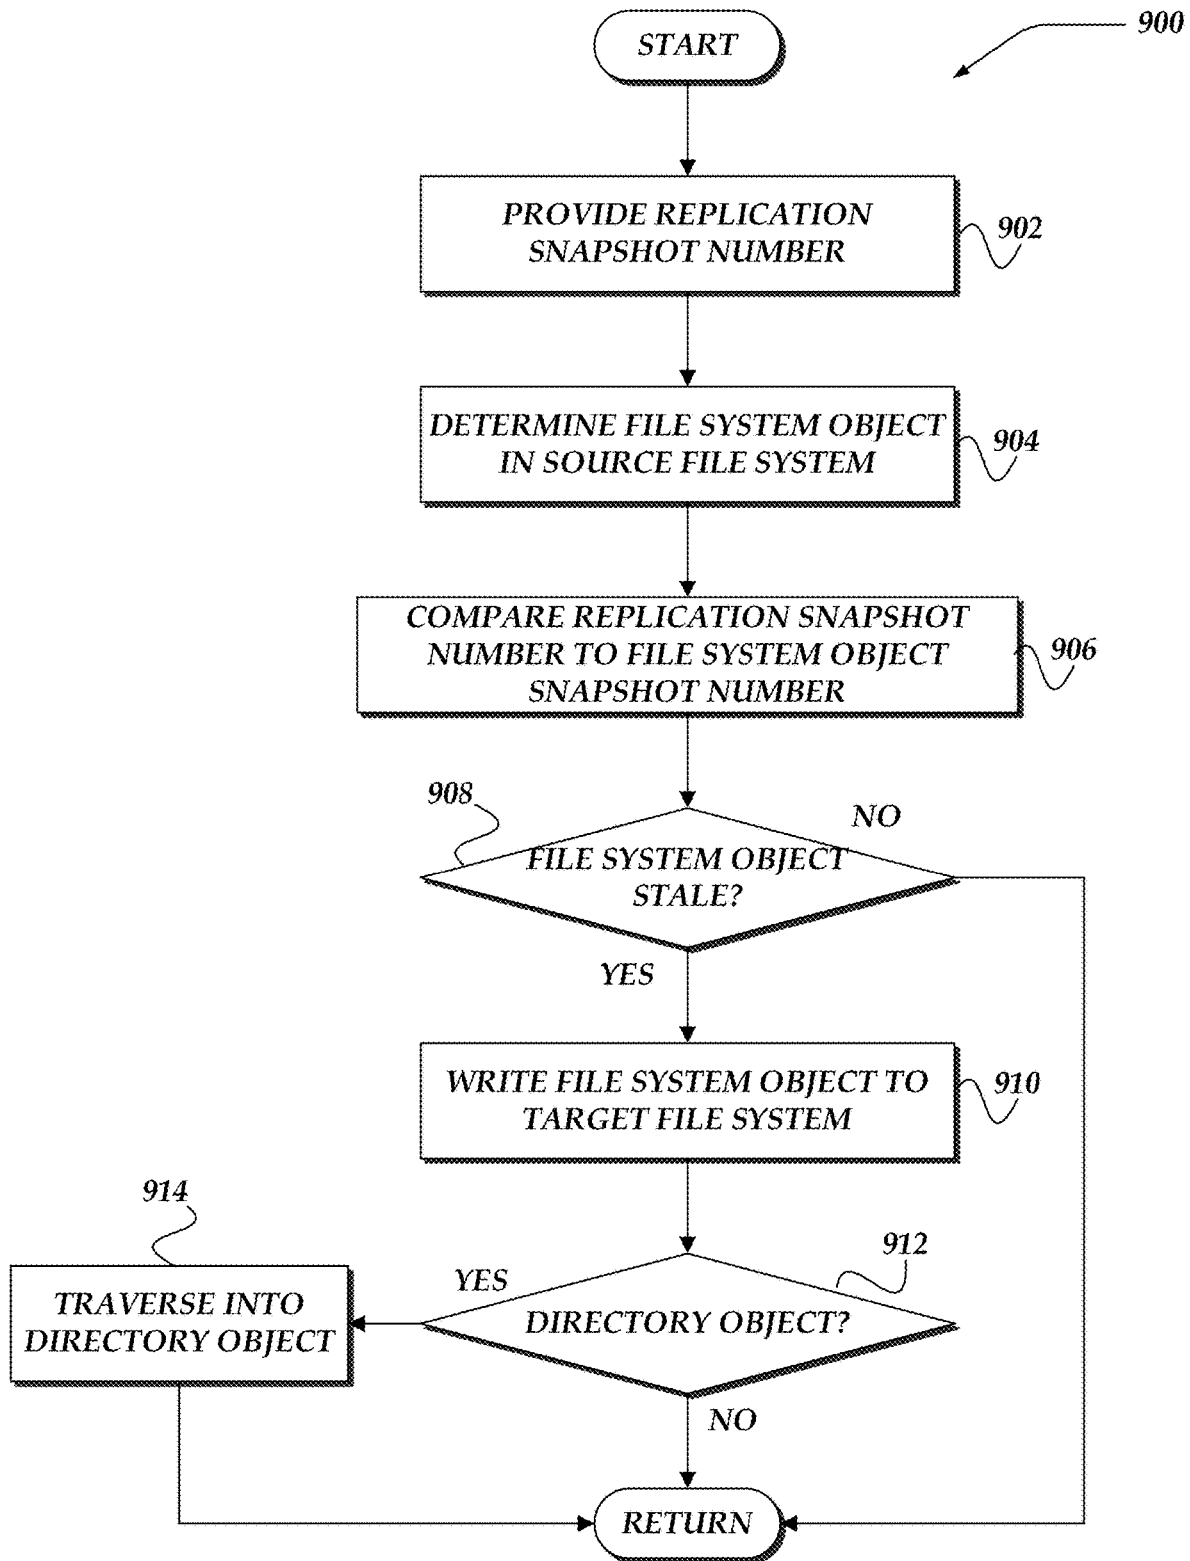 START
900
PROVIDE REPLICATION
SNAPSHOT NUMBER
902
DETERMINE FILE SYSTEM OBJECT
IN SOURCE FILE SYSTEM
904
COMPARE REPLICATION SNAPSHOT
NUMBER TO FILE SYSTEM OBJECT
SNAPSHOT NUMBER
906
908
NO
FILE SYSTEM OBJECT
STALE?
YES
WRITE FILE SYSTEM OBJECT TO
TARGET FILE SYSTEM
910
914
912
YES
TRAVERSE INTO
DIRECTORY OBJECT
DIRECTORY OBJECT?
NO
RETURN